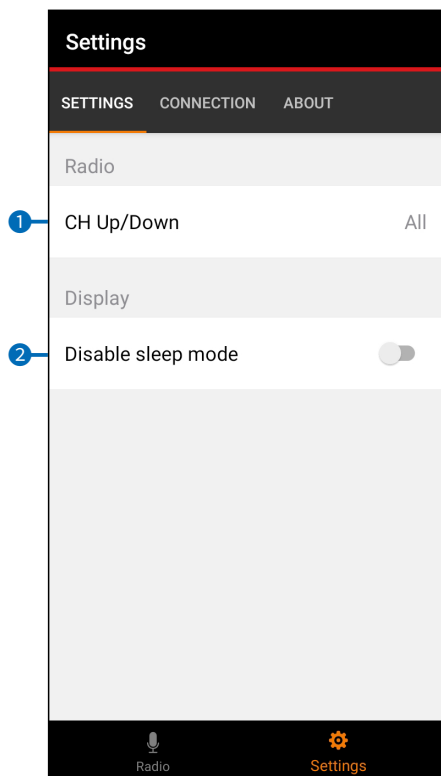 Settings
SETTINGS CONNECTION ABOUT
Radio
1 CH Up/Down All
Display
2 Disable sleep mode
Radio Settings